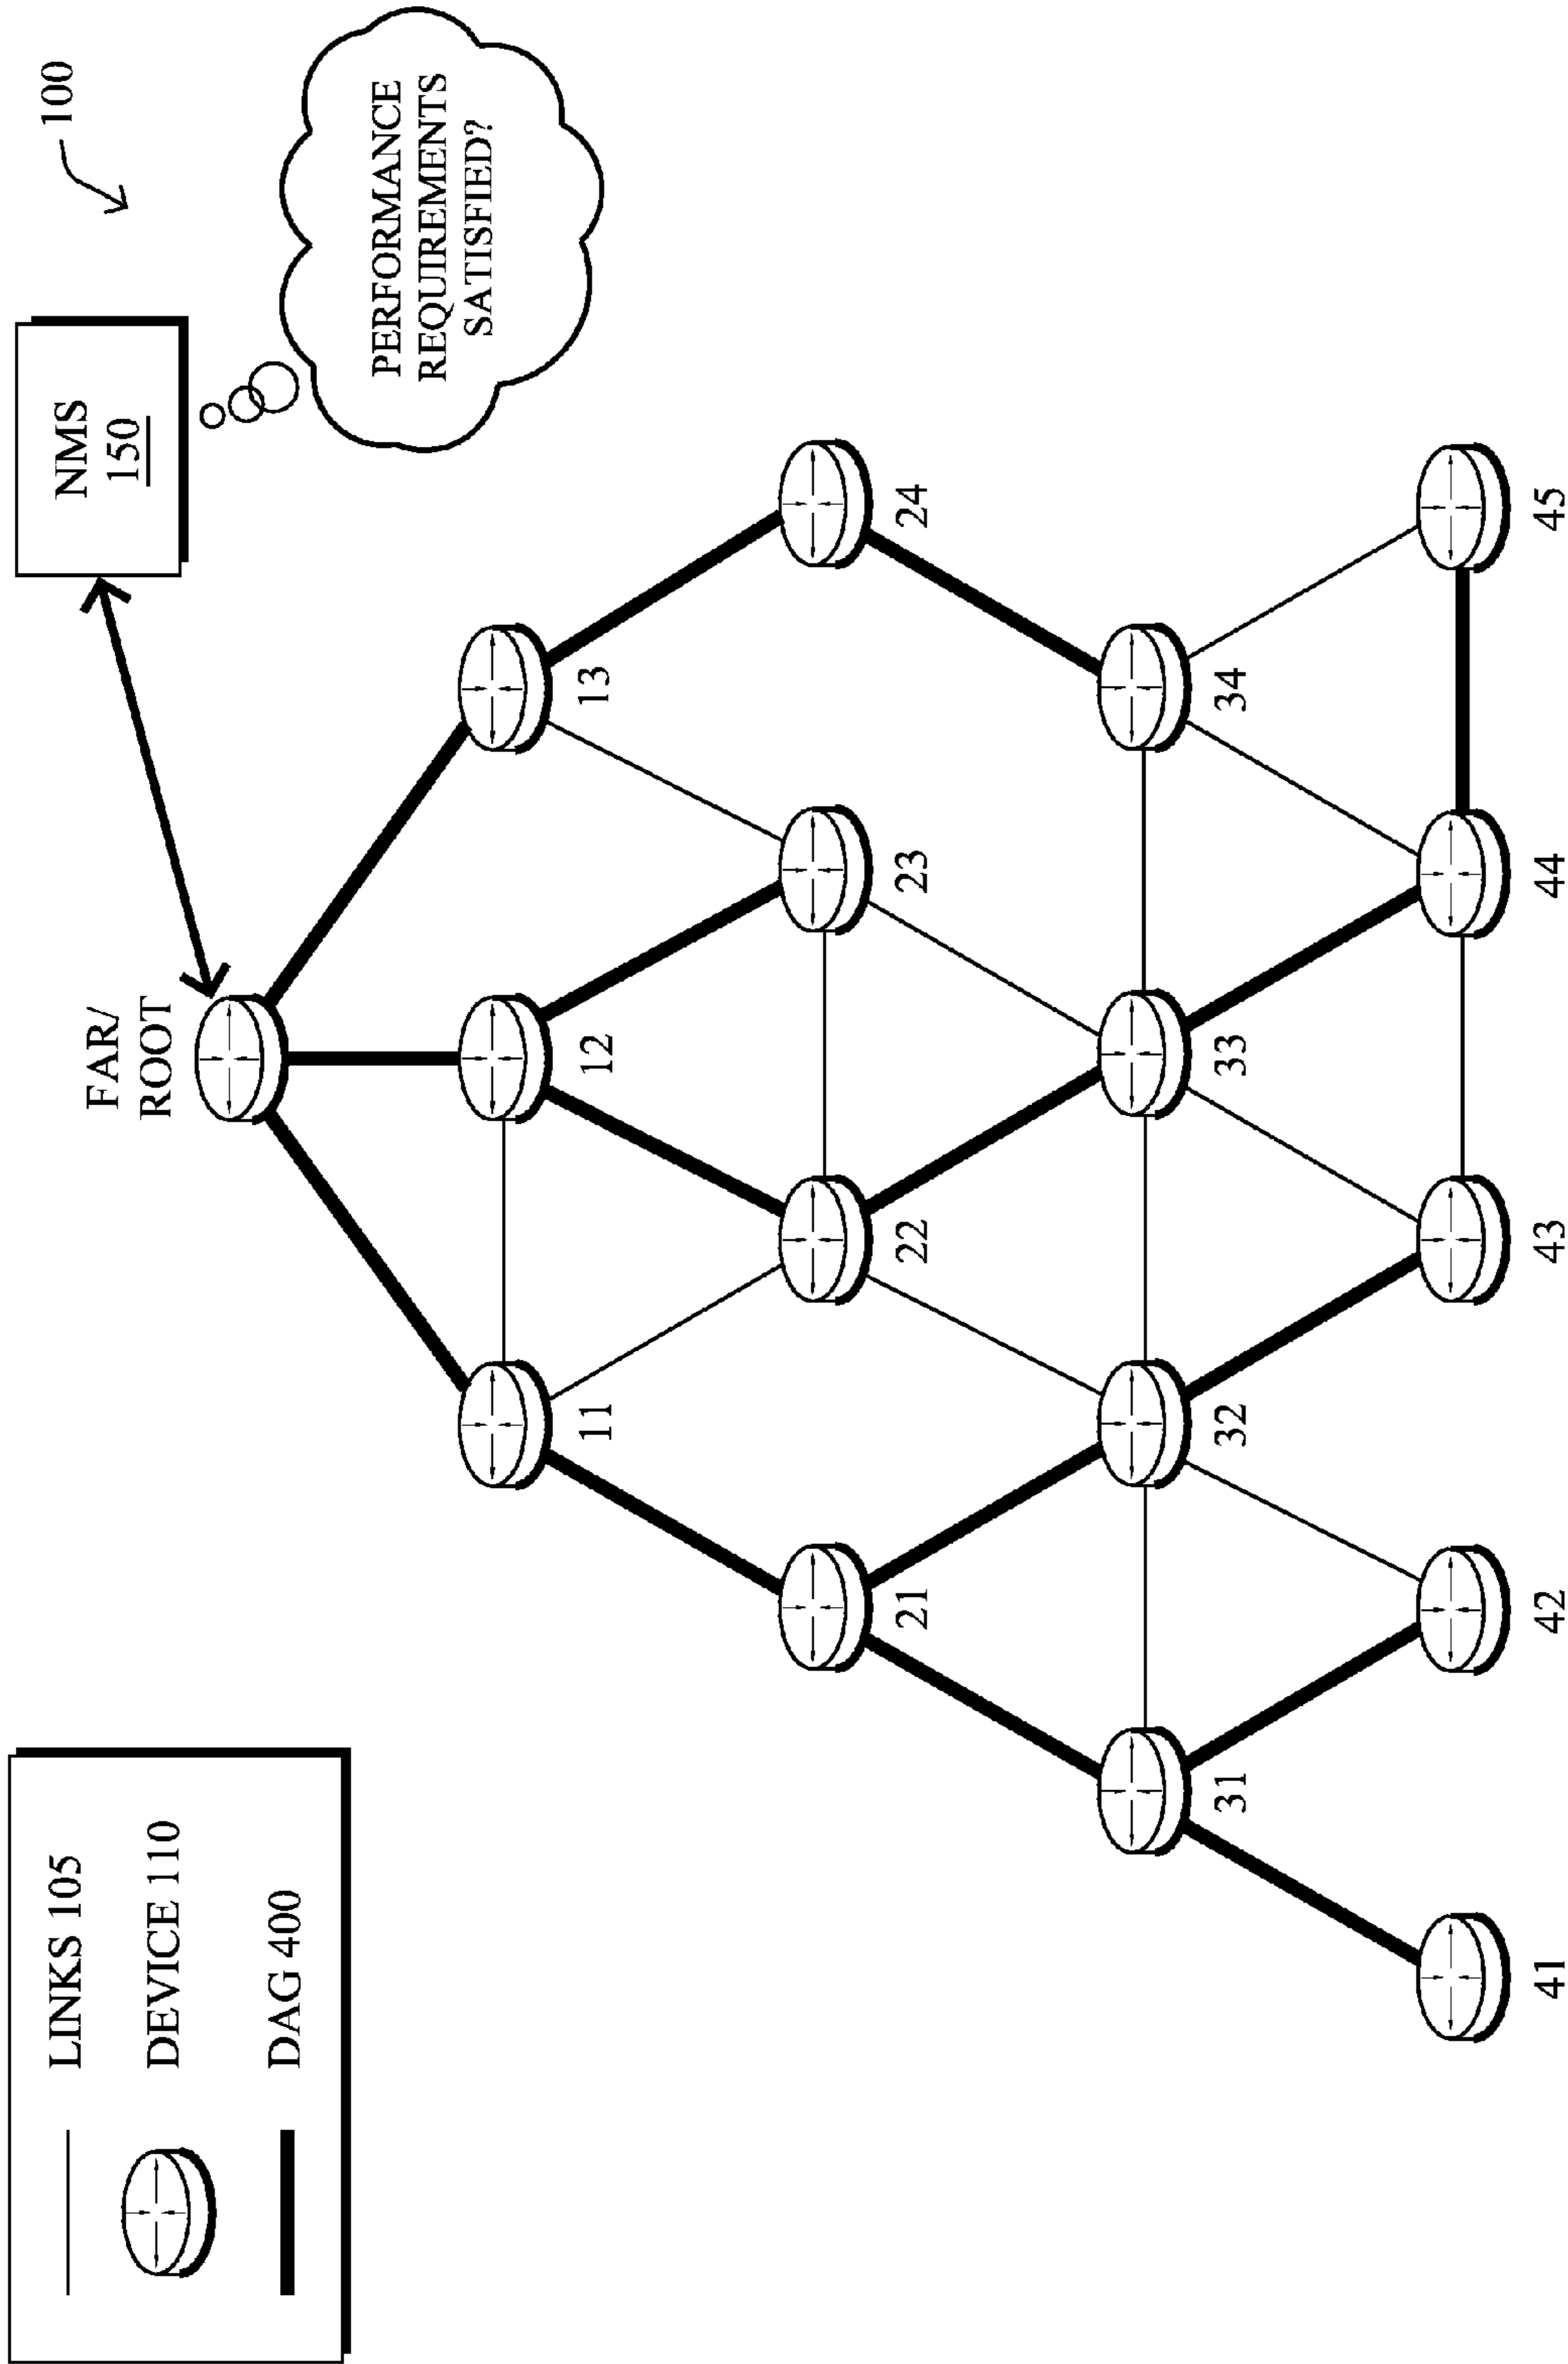 100
NMS
150
PERFORMANCE
REQUIREMENTS
SATISFIED?
FAR/
ROOT
LINKS 105
DEVICE 110
DAG 400
11
12
13
21
22
23
24
31
32
33
34
41
42
43
44
45